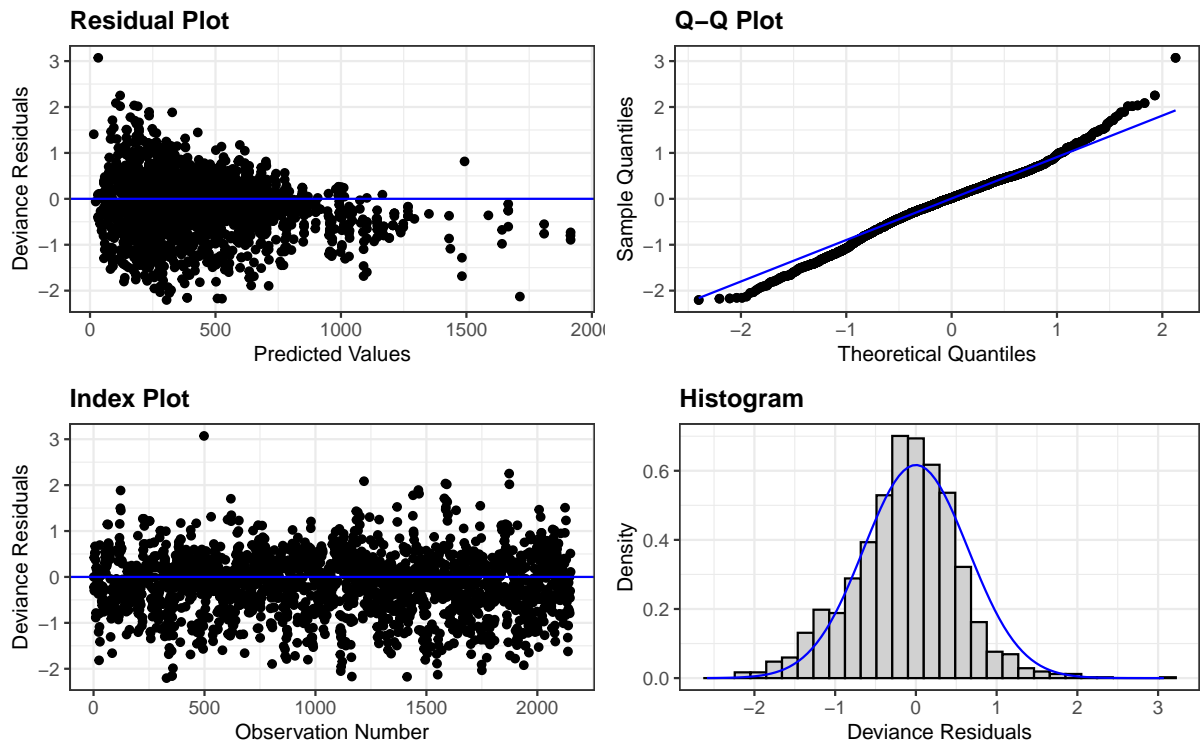 Residual Plot
Deviance Residuals
3
2
1
0
−1
−2
0 500 1000 1500 2000
Predicted Values
Q−Q Plot
Sample Quantiles
3
2
1
0
−1
−2
−2 −1 0 1 2
Theoretical Quantiles
Index Plot
Deviance Residuals
3
2
1
0
−1
−2
0 500 1000 1500 2000
Observation Number
Histogram
Density
0.6
0.4
0.2
0.0
−2 −1 0 1 2 3
Deviance Residuals